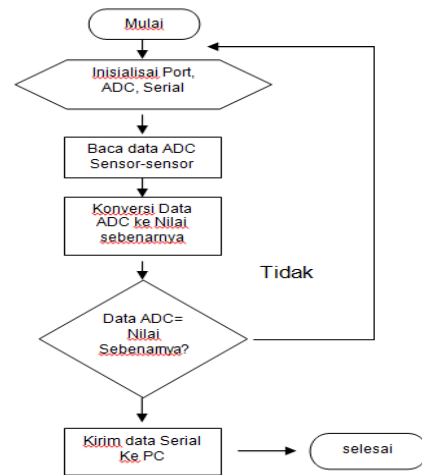 Mulai
Inisialisai Port,
ADC, Serial
Baca data ADC
Sensor-sensor
Konversi Data
ADC ke Nilai
sebenarnya
Tidak
Data ADC=
Nilai
Sebenarnya?
Kirim data Serial
Ke PC
selesai